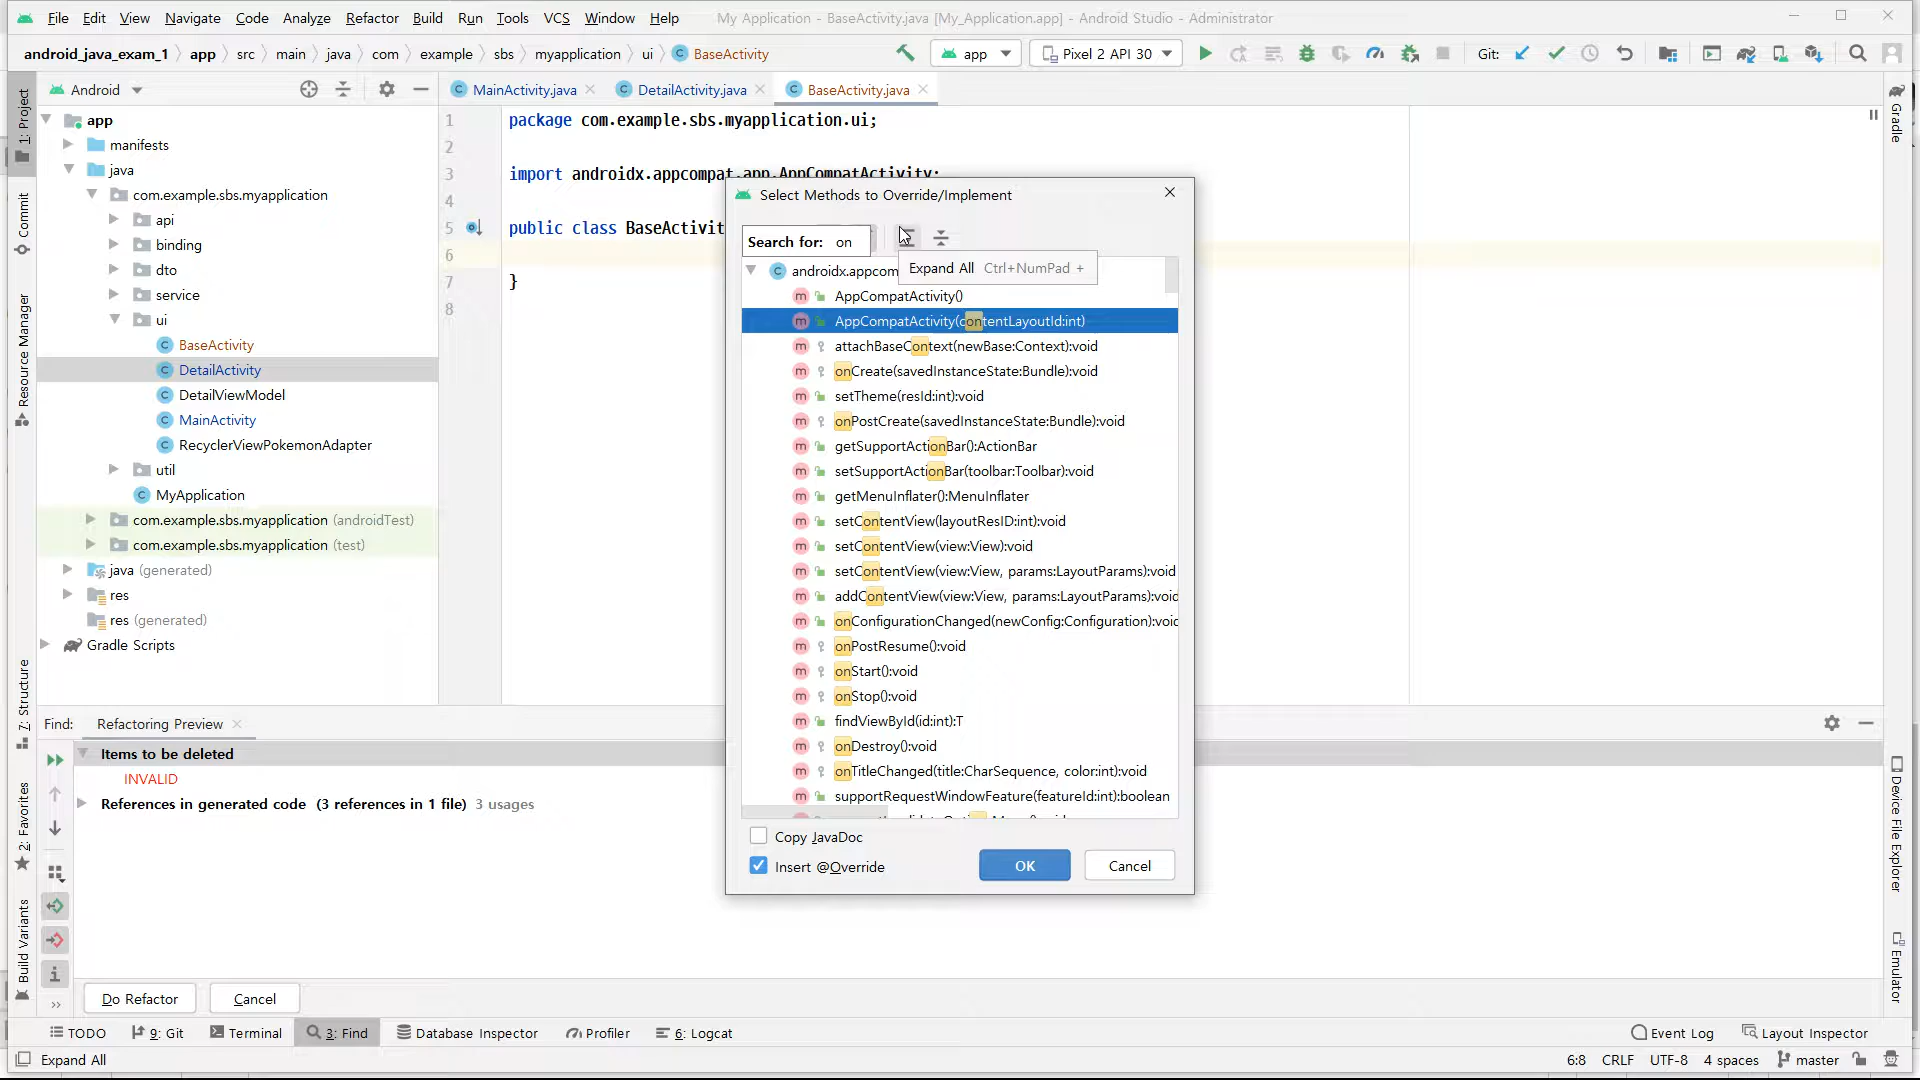 File Edit View Navigate Code Analyze Refactor Build Run Tools VCS Window Help My Application - BaseActivity.java [My_Application.app] - Android Studio - Administrator
android_java_exam_1 app src main java com example sbs myapplication ui BaseActivity app Pixel 2 API 30 Git:
Android MainActivity.java DetailActivity.java BaseActivity.java
1: Project
Commit
Resource Manager
7: Structure
2: Favorites
Build Variants
app
manifests
java
com.example.sbs.myapplication
api
binding
dto
service
ui
BaseActivity
DetailActivity
DetailViewModel
MainActivity
RecyclerViewPokemonAdapter
util
MyApplication
com.example.sbs.myapplication (androidTest)
com.example.sbs.myapplication (test)
java (generated)
res
res (generated)
Gradle Scripts
1 package com.example.sbs.myapplication.ui;
2
3 import androidx.appcompat.app.AppCompatActivity;
4
5 public class BaseActivit
6
7 }
8
Select Methods to Override/Implement
Search for: on
Expand All Ctrl+NumPad +
androidx.appcom
AppCompatActivity()
AppCompatActivity(contentLayoutId:int)
attachBaseContext(newBase:Context):void
onCreate(savedInstanceState:Bundle):void
setTheme(resId:int):void
onPostCreate(savedInstanceState:Bundle):void
getSupportActionBar():ActionBar
setSupportActionBar(toolbar:Toolbar):void
getMenuInflater():MenuInflater
setContentView(layoutResID:int):void
setContentView(view:View):void
setContentView(view:View, params:LayoutParams):void
addContentView(view:View, params:LayoutParams):void
onConfigurationChanged(newConfig:Configuration):void
onPostResume():void
onStart():void
onStop():void
findViewById(id:int):T
onDestroy():void
onTitleChanged(title:CharSequence, color:int):void
supportRequestWindowFeature(featureId:int):boolean
Copy JavaDoc
Insert @Override
OK Cancel
Gradle
Device File Explorer
Emulator
Find: Refactoring Preview
Items to be deleted
INVALID
References in generated code (3 references in 1 file) 3 usages
Do Refactor Cancel
TODO 9: Git Terminal 3: Find Database Inspector Profiler 6: Logcat Event Log Layout Inspector
Expand All 6:8 CRLF UTF-8 4 spaces master